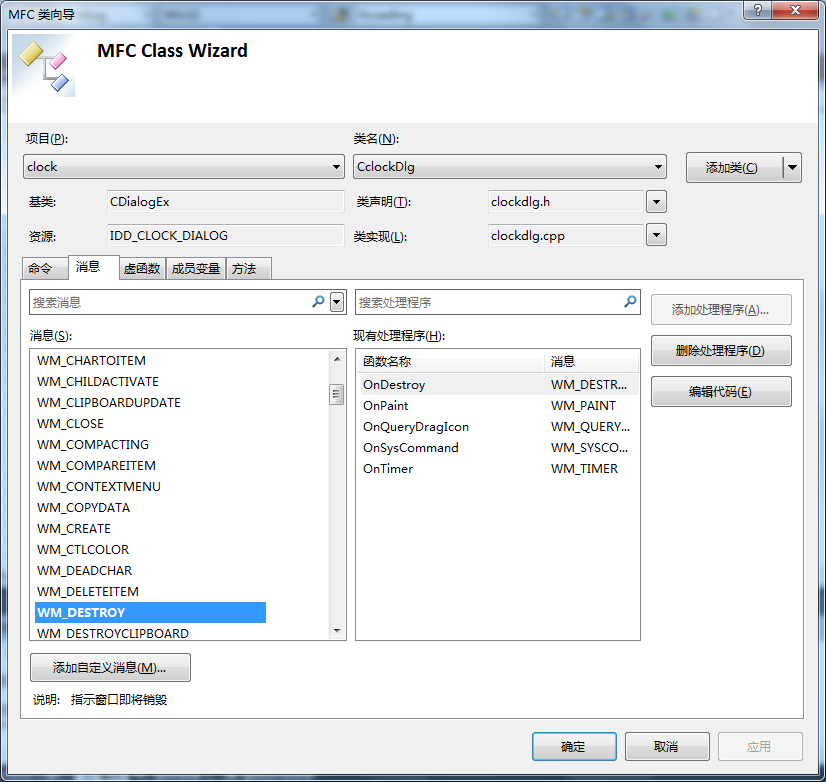 MFC 类向导
MFC Class Wizard
项目(P):
类名(N):
clock
CclockDlg
添加类(C)
基类:
CDialogEx
类声明(T):
clockdlg.h
资源:
IDD_CLOCK_DIALOG
类实现(L):
clockdlg.cpp
命令 消息 虚函数 成员变量 方法
搜索消息
搜索处理程序
添加处理程序(A)...
消息(S):
现有处理程序(H):
删除处理程序(D)
编辑代码(E)
WM_CHARTOITEM
WM_CHILDACTIVATE
WM_CLIPBOARDUPDATE
WM_CLOSE
WM_COMPACTING
WM_COMPAREITEM
WM_CONTEXTMENU
WM_COPYDATA
WM_CREATE
WM_CTLCOLOR
WM_DEADCHAR
WM_DELETEITEM
WM_DESTROY
WM_DESTROYCLIPBOARD
函数名称 消息
OnDestroy WM_DESTR...
OnPaint WM_PAINT
OnQueryDragIcon WM_QUERY...
OnSysCommand WM_SYSCO...
OnTimer WM_TIMER
添加自定义消息(M)...
说明: 指示窗口即将销毁
确定
取消
应用